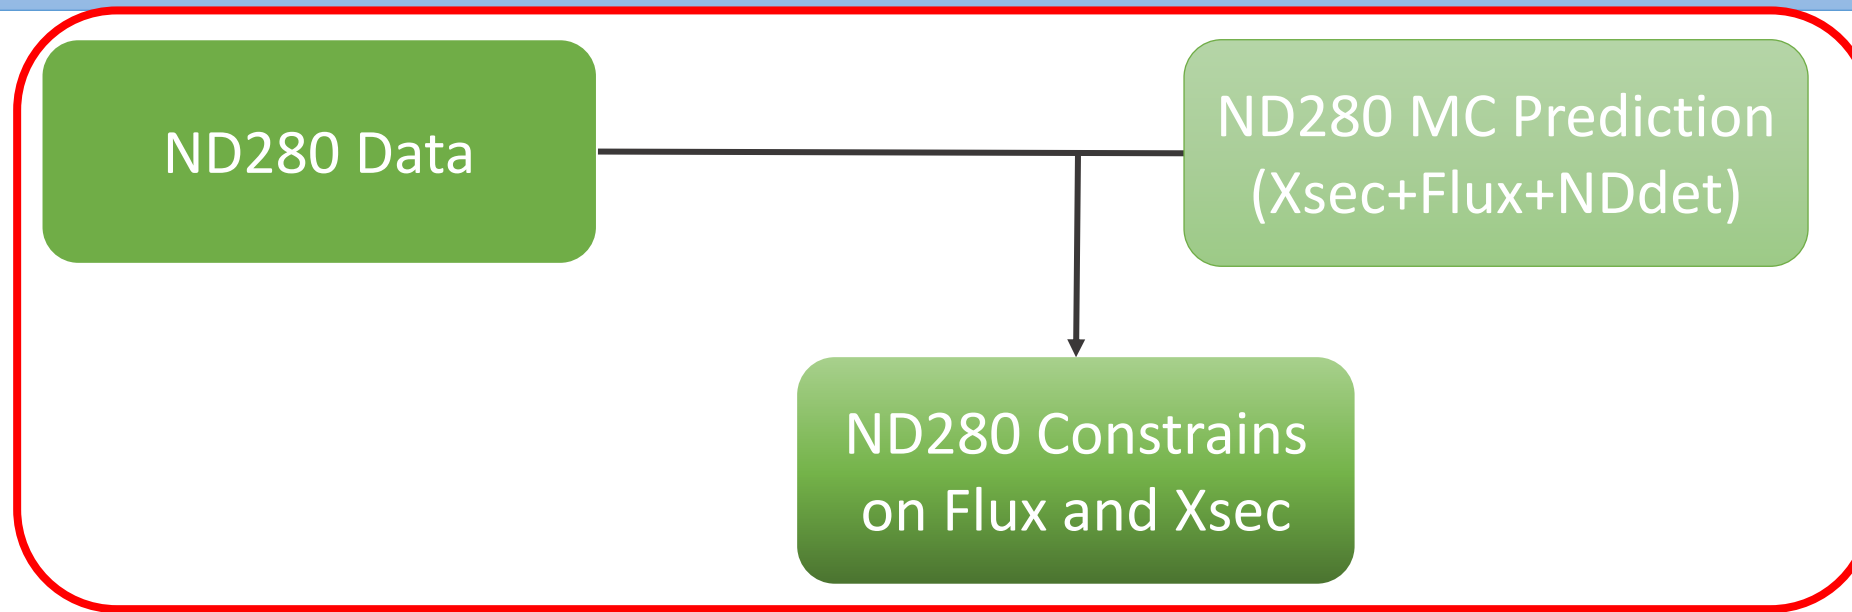 ND280 Data
ND280 MC Prediction
(Xsec+Flux+NDdet)
ND280 Constrains
on Flux and Xsec